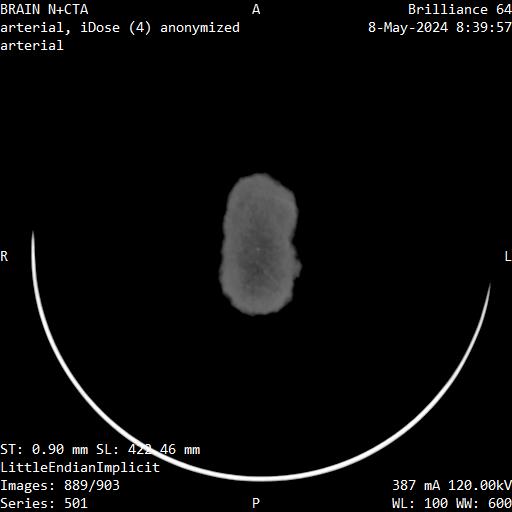 BRAIN N+CTA
arterial, iDose (4) anonymized
arterial
A
Brilliance 64
8-May-2024 8:39:57
R
L
ST: 0.90 mm SL: 422.46 mm
LittleEndianImplicit
Images: 889/903
Series: 501
P
387 mA 120.00kV
WL: 100 WW: 600